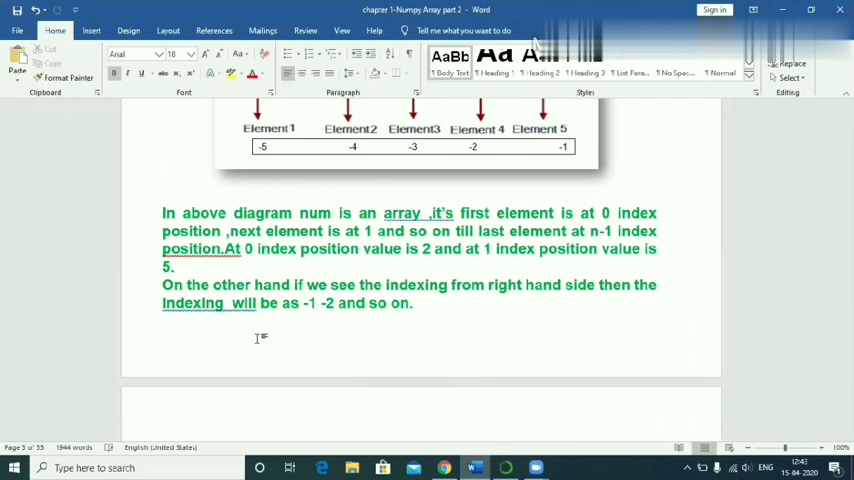 chapter 1-Numpy Array part 2 - Word
Sign in
File Home Insert Design Layout References Mailings Review View Help Tell me what you want to do
Paste
Cut
Copy
Format Painter
Clipboard
Arial 18
Font
Paragraph
AaBb
¶ Body Text ¶ Heading 1 ¶ Heading 2 ¶ Heading 3 ¶ List Para... ¶ No Spac... ¶ Normal
Styles
Replace
Select
Editing
Element1 Element2 Element3 Element 4 Element 5
-5 -4 -3 -2 -1
In above diagram num is an array ,it's first element is at 0 index
position ,next element is at 1 and so on till last element at n-1 index
position.At 0 index position value is 2 and at 1 index position value is
5.
On the other hand if we see the indexing from right hand side then the
indexing will be as -1 -2 and so on.
1944 words English (United States) 100%
Type here to search
ENG
12:43
15-04-2020